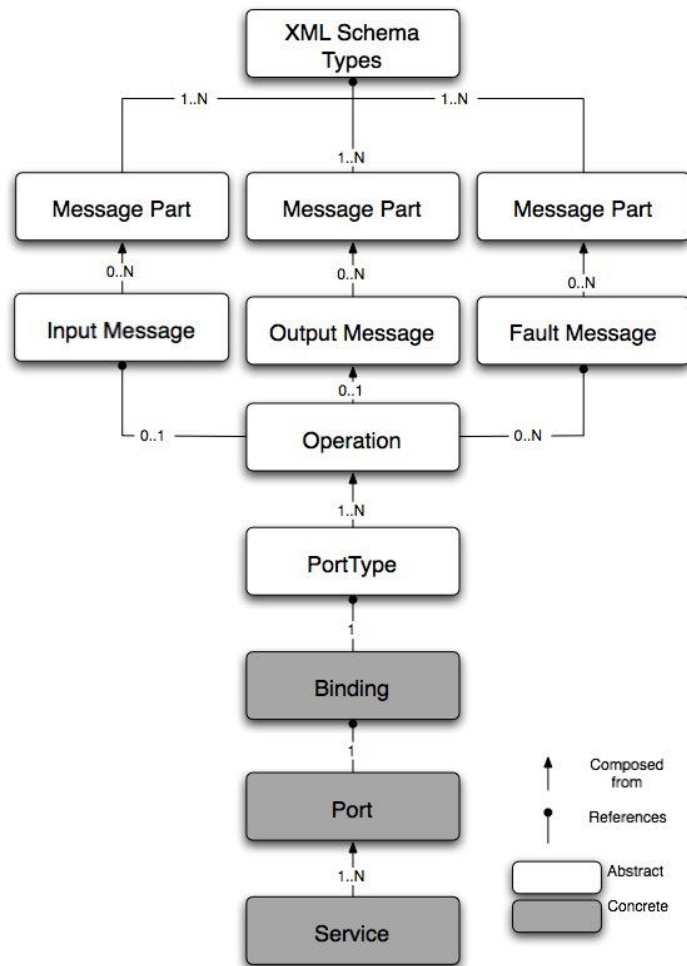 XML Schema
Types
1..N
1..N
1..N
Message Part
Message Part
Message Part
0..N
0..N
0..N
Input Message
Output Message
Fault Message
0..1
0..1
0..N
Operation
1..N
PortType
1
Binding
1
Port
1..N
Service
Composed
from
References
Abstract
Concrete